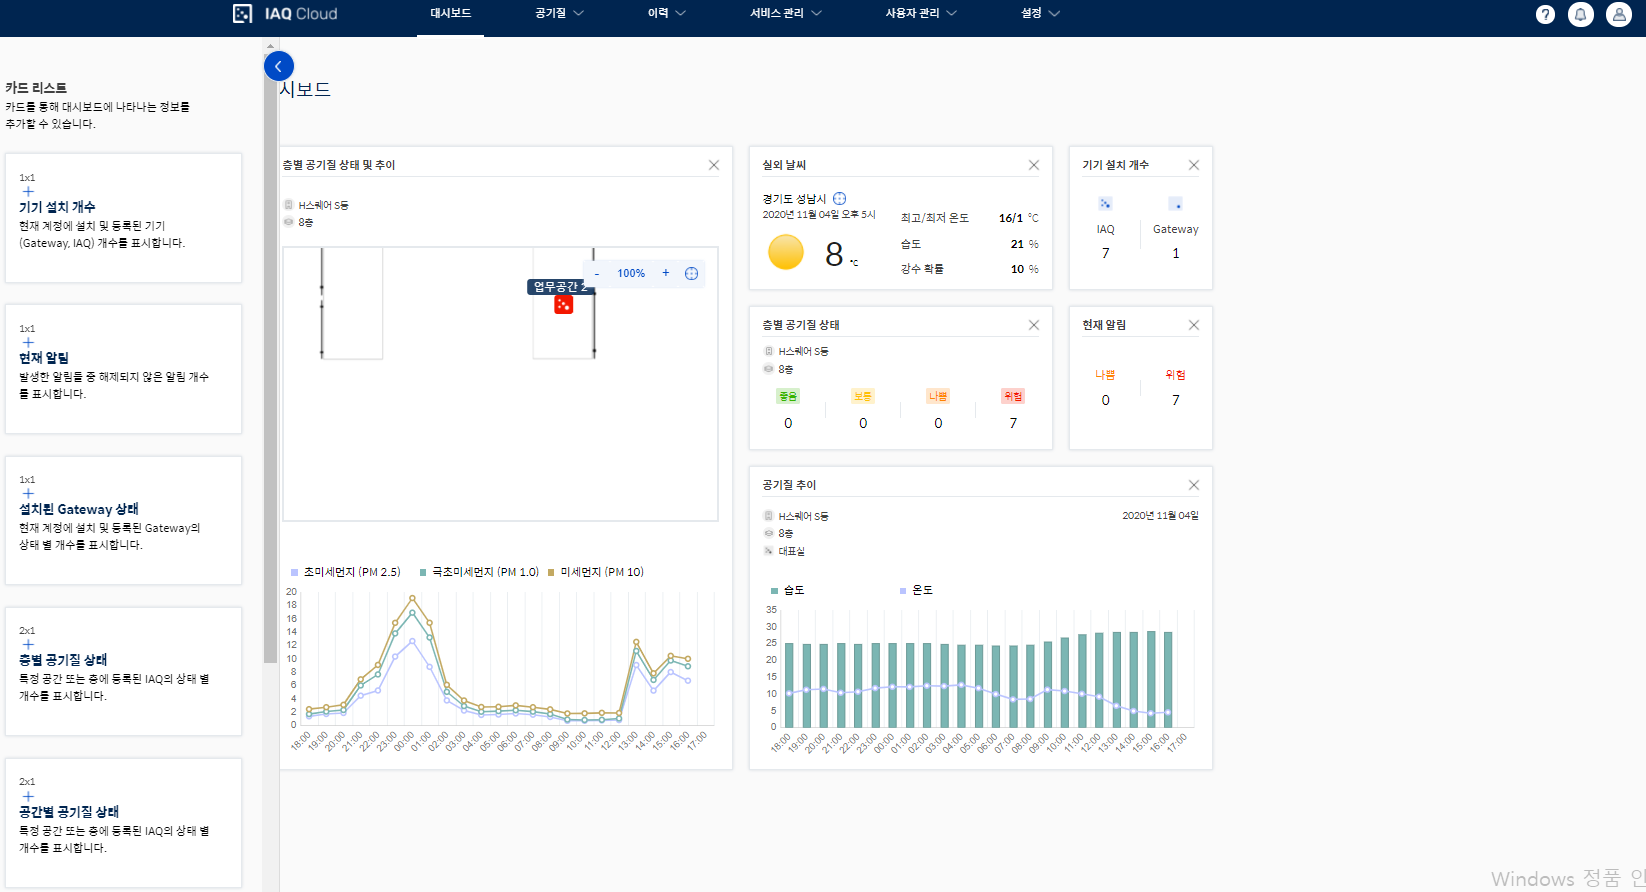 IAQ Cloud
대시보드
공기질
이력
서비스 관리
사용자 관리
설정
?
카드 리스트
카드를 통해 대시보드에 나타나는 정보를
추가할 수 있습니다.
1x1
기기 설치 개수
현재 계정에 설치 및 등록된 기기
(Gateway, IAQ) 개수를 표시합니다.
1x1
현재 알림
발생한 알림들 중 해제되지 않은 알림 개수
를 표시합니다.
1x1
설치된 Gateway 상태
현재 계정에 설치 및 등록된 Gateway의
상태 별 개수를 표시합니다.
2x1
층별 공기질 상태
특정 공간 또는 층에 등록된 IAQ의 상태 별
개수를 표시합니다.
2x1
공간별 공기질 상태
특정 공간 또는 층에 등록된 IAQ의 상태 별
개수를 표시합니다.
시보드
층별 공기질 상태 및 추이
H스퀘어 S동
8층
- 100% +
업무공간 2
초미세먼지 (PM 2.5) 극초미세먼지 (PM 1.0) 미세먼지 (PM 10)
20
18
16
14
12
10
8
6
4
2
0
18:00 19:00 20:00 21:00 22:00 23:00 00:00 01:00 02:00 03:00 04:00 05:00 06:00 07:00 08:00 09:00 10:00 11:00 12:00 13:00 14:00 15:00 16:00 17:00
실외 날씨
경기도 성남시
2020년 11월 04일 오후 5시
8 °C
최고/최저 온도 16/1 °C
습도 21 %
강수 확률 10 %
기기 설치 개수
IAQ Gateway
7 1
층별 공기질 상태
H스퀘어 S동
8층
좋음 보통 나쁨 위험
0 0 0 7
현재 알림
나쁨 위험
0 7
공기질 추이
H스퀘어 S동 2020년 11월 04일
8층
대표실
습도 온도
35
30
25
20
15
10
5
0
18:00 19:00 20:00 21:00 22:00 23:00 00:00 01:00 02:00 03:00 04:00 05:00 06:00 07:00 08:00 09:00 10:00 11:00 12:00 13:00 14:00 15:00 16:00 17:00
Windows 정품 인